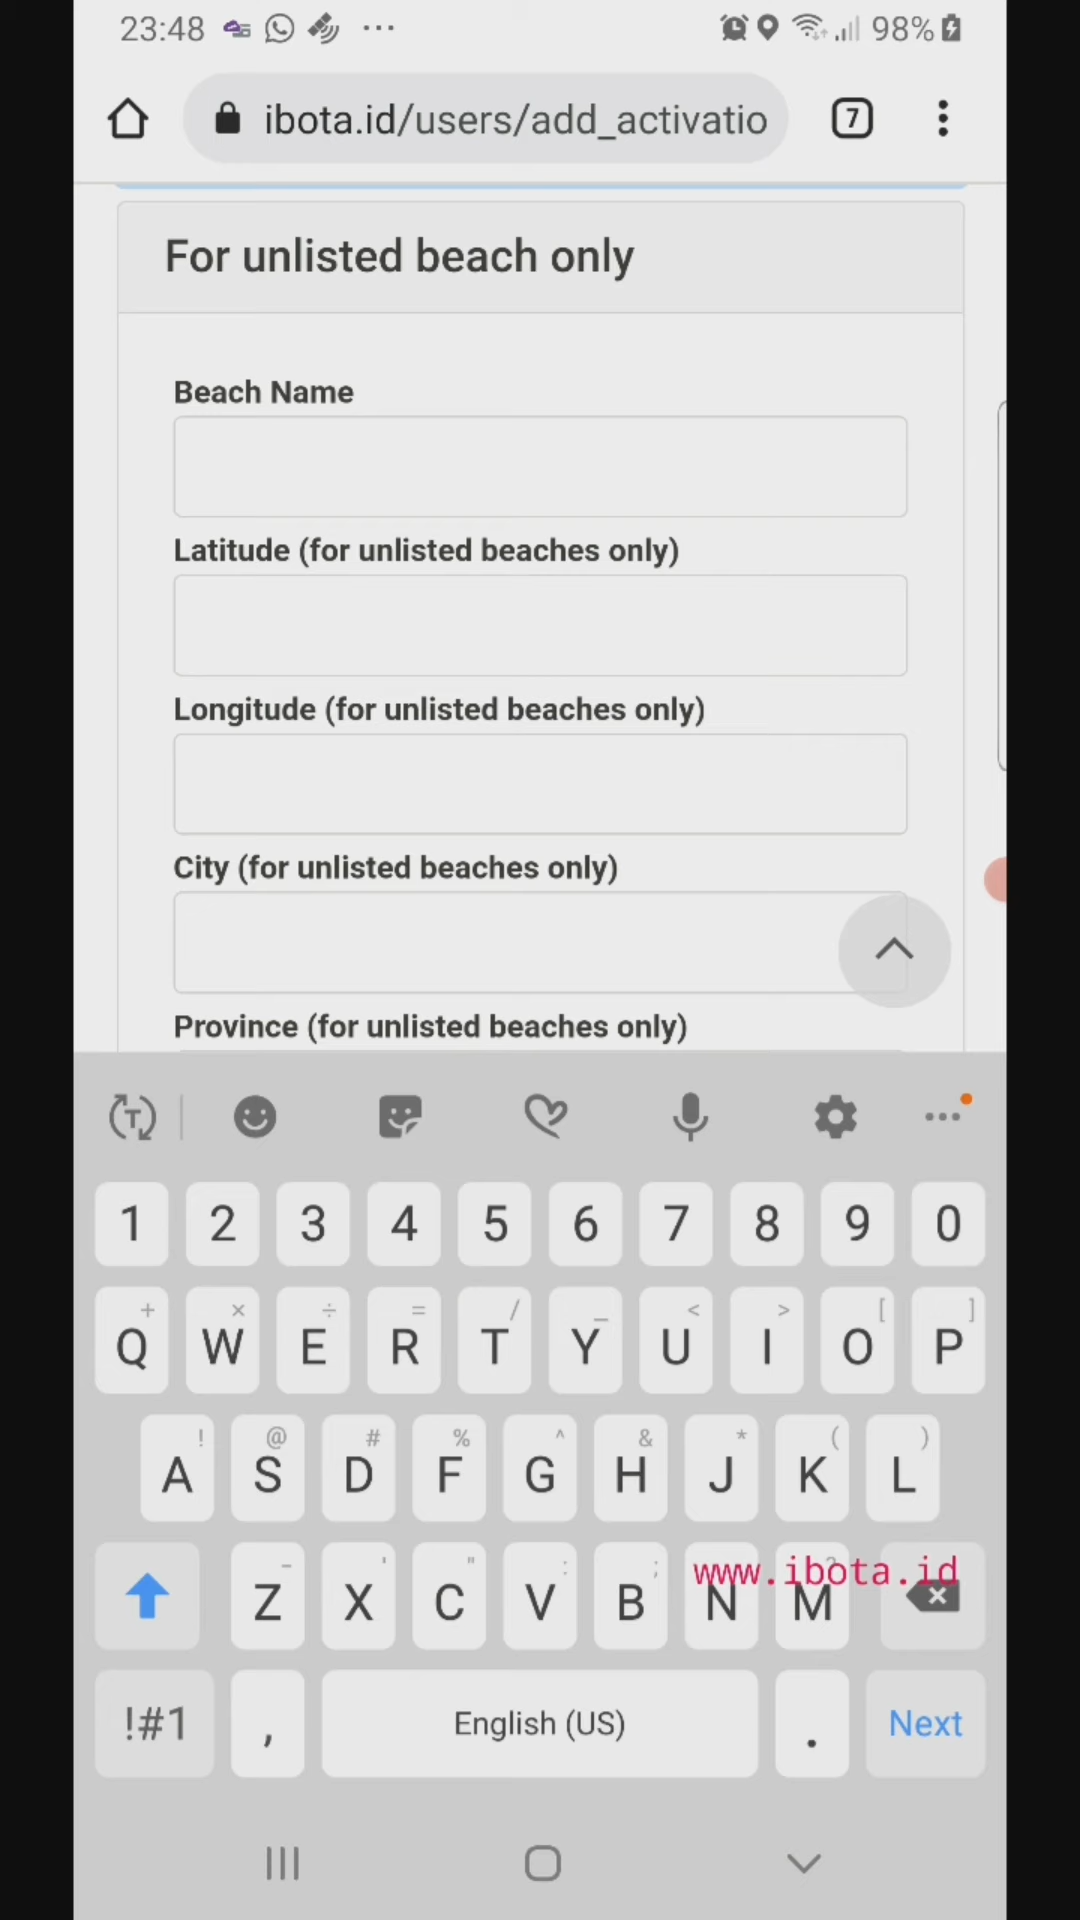 23:48 98%
ibota.id/users/add_activatio 7
For unlisted beach only
Beach Name
Latitude (for unlisted beaches only)
Longitude (for unlisted beaches only)
City (for unlisted beaches only)
Province (for unlisted beaches only)
T
1 2 3 4 5 6 7 8 9 0
+ × ÷ = / _ < > [ ]
Q W E R T Y U I O P
! @ # % ^ & * ( )
A S D F G H J K L
- ' " : ; ?
www.ibota.id
Z X C V B N M
!#1 , English (US) . Next